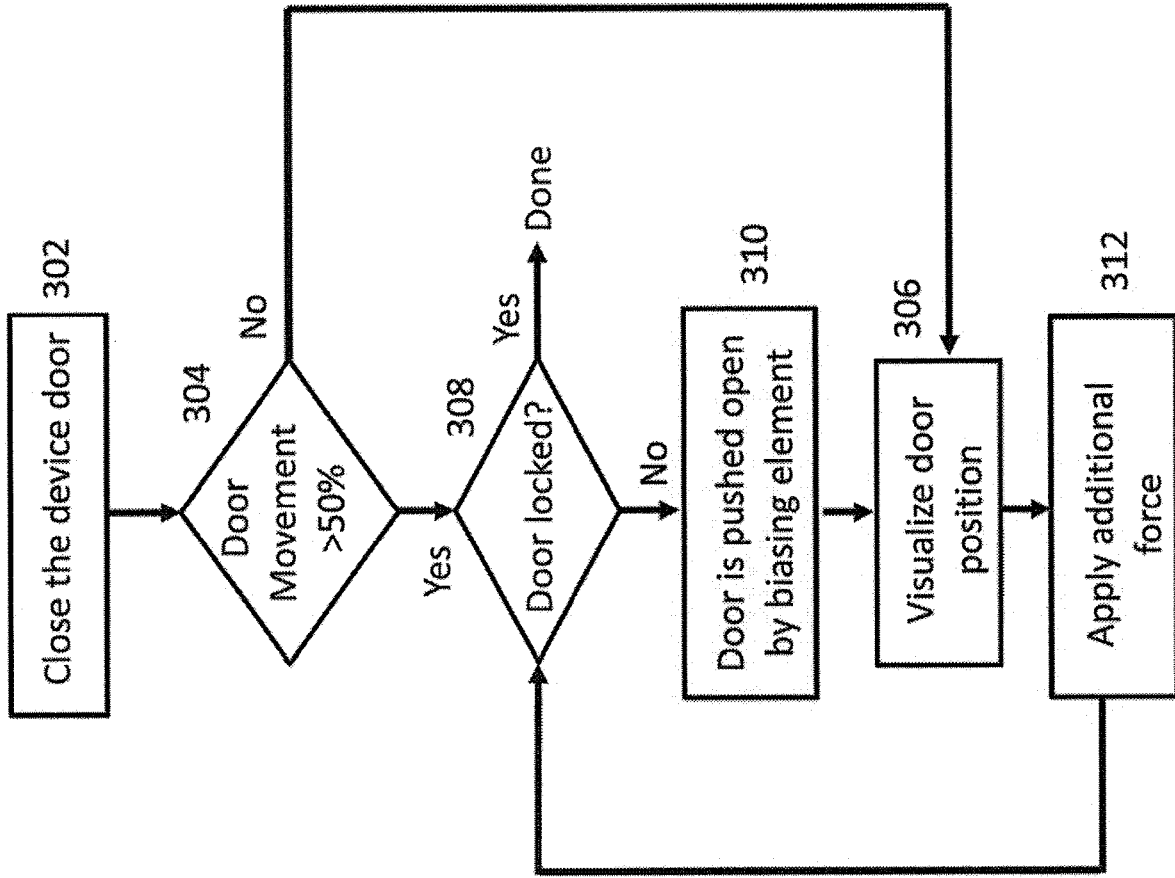 Close the device door
302
304
Door
Movement
>50%
No
Yes
308
Door locked?
Yes
Done
No
310
Door is pushed open
by biasing element
306
Visualize door
position
312
Apply additional
force